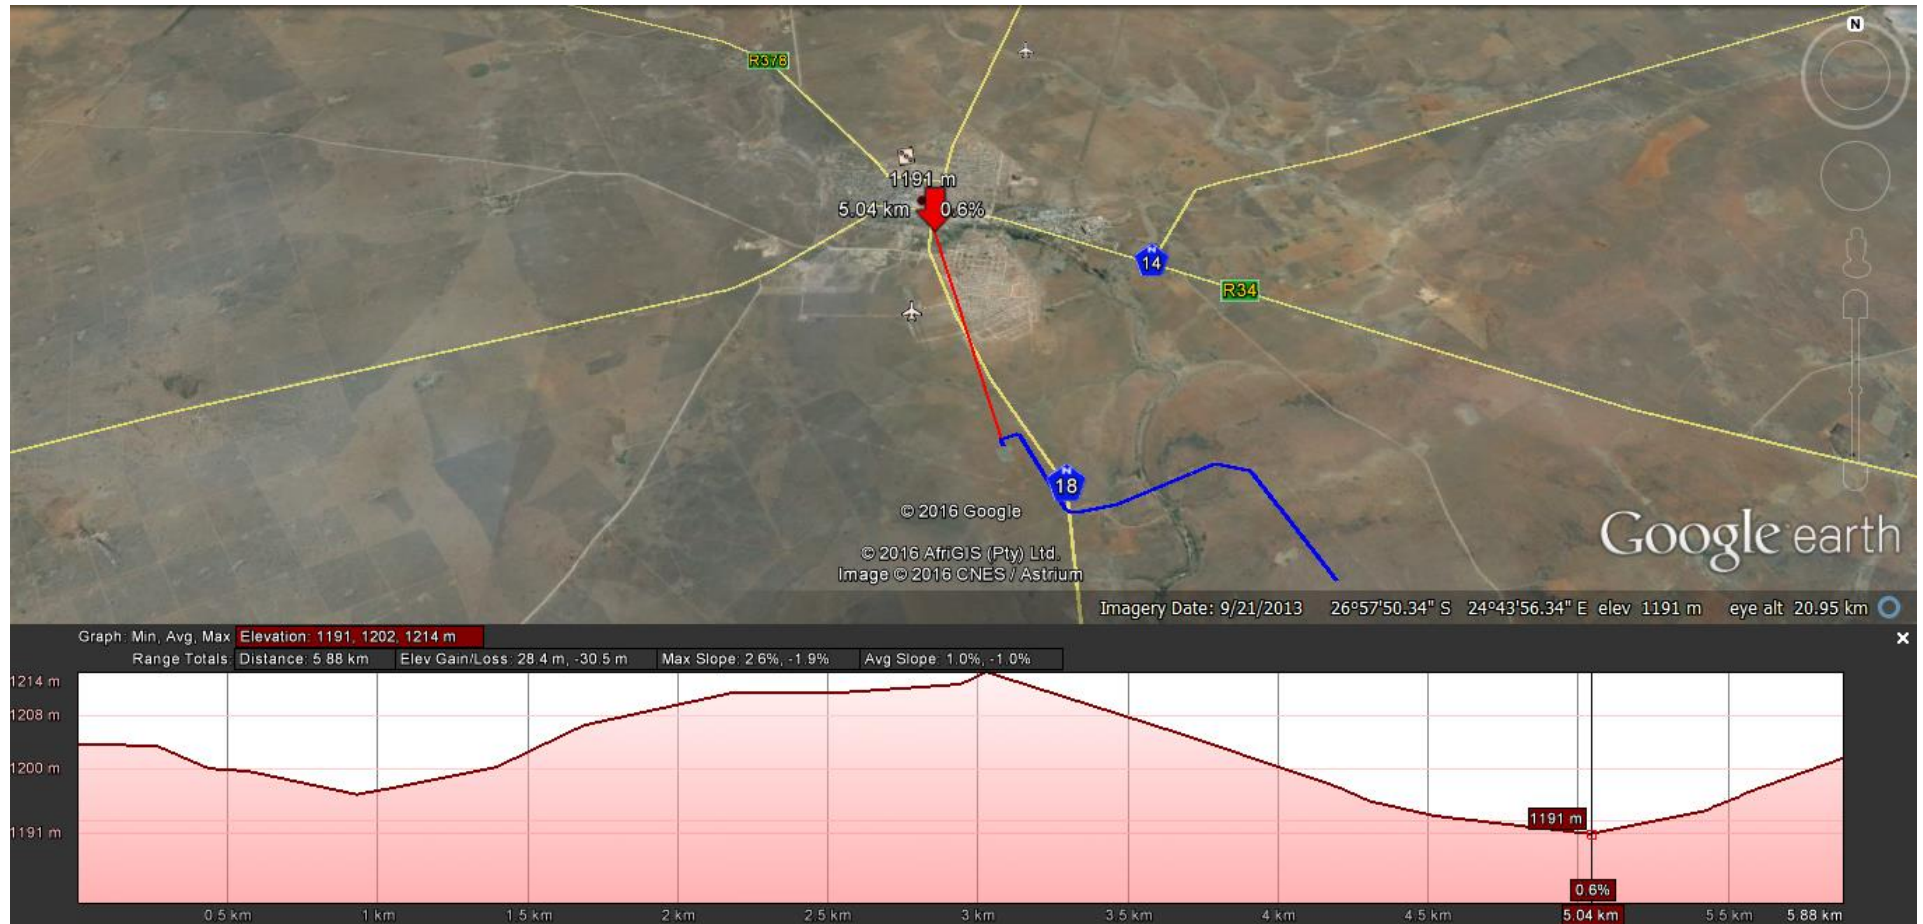 N
R378
1191 m
5.04 km 0.6%
N
14
R34
N
18
© 2016 Google
© 2016 AfriGIS (Pty) Ltd.
Image © 2016 CNES / Astrium
Google earth
Imagery Date: 9/21/2013 26°57'50.34" S 24°43'56.34" E elev 1191 m eye alt 20.95 km
Graph: Min, Avg, Max Elevation: 1191, 1202, 1214 m
Range Totals: Distance: 5.88 km Elev Gain/Loss: 28.4 m, -30.5 m Max Slope: 2.6%, -1.9% Avg Slope: 1.0%, -1.0%
1214 m
1208 m
1200 m
1191 m
1191 m
0.6%
0.5 km 1 km 1.5 km 2 km 2.5 km 3 km 3.5 km 4 km 4.5 km 5.04 km 5.5 km 5.88 km